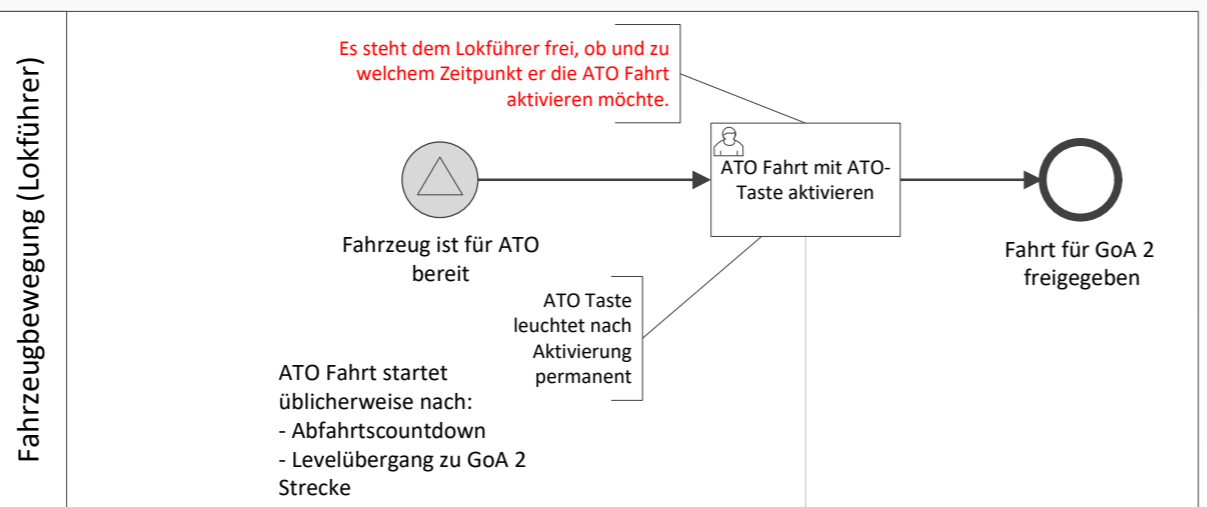 Fahrzeugbewegung (Lokführer)
Es steht dem Lokführer frei, ob und zu
welchem Zeitpunkt er die ATO Fahrt
aktivieren möchte.
ATO Fahrt mit ATO-
Taste aktivieren
Fahrzeug ist für ATO
bereit
Fahrt für GoA 2
freigegeben
ATO Taste
leuchtet nach
Aktivierung
permanent
ATO Fahrt startet
üblicherweise nach:
- Abfahrtscountdown
- Levelübergang zu GoA 2
Strecke